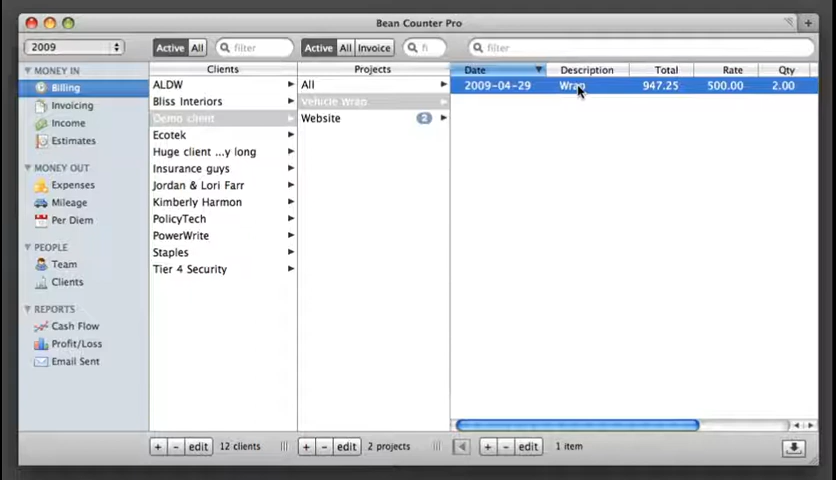 Bean Counter Pro
2009
Active All filter
Active All Invoice fi
filter
MONEY IN
Billing
Invoicing
Income
Estimates
MONEY OUT
Expenses
Mileage
Per Diem
PEOPLE
Team
Clients
REPORTS
Cash Flow
Profit/Loss
Email Sent
Clients
ALDW
Bliss Interiors
Demo client
Ecotek
Huge client ...y long
Insurance guys
Jordan & Lori Farr
Kimberly Harmon
PolicyTech
PowerWrite
Staples
Tier 4 Security
Projects
All
Vehicle Wrap
Website 2
Date Description Total Rate Qty
2009-04-29 Wrap 947.25 500.00 2.00
+ - edit 12 clients
+ - edit 2 projects
+ - edit 1 item